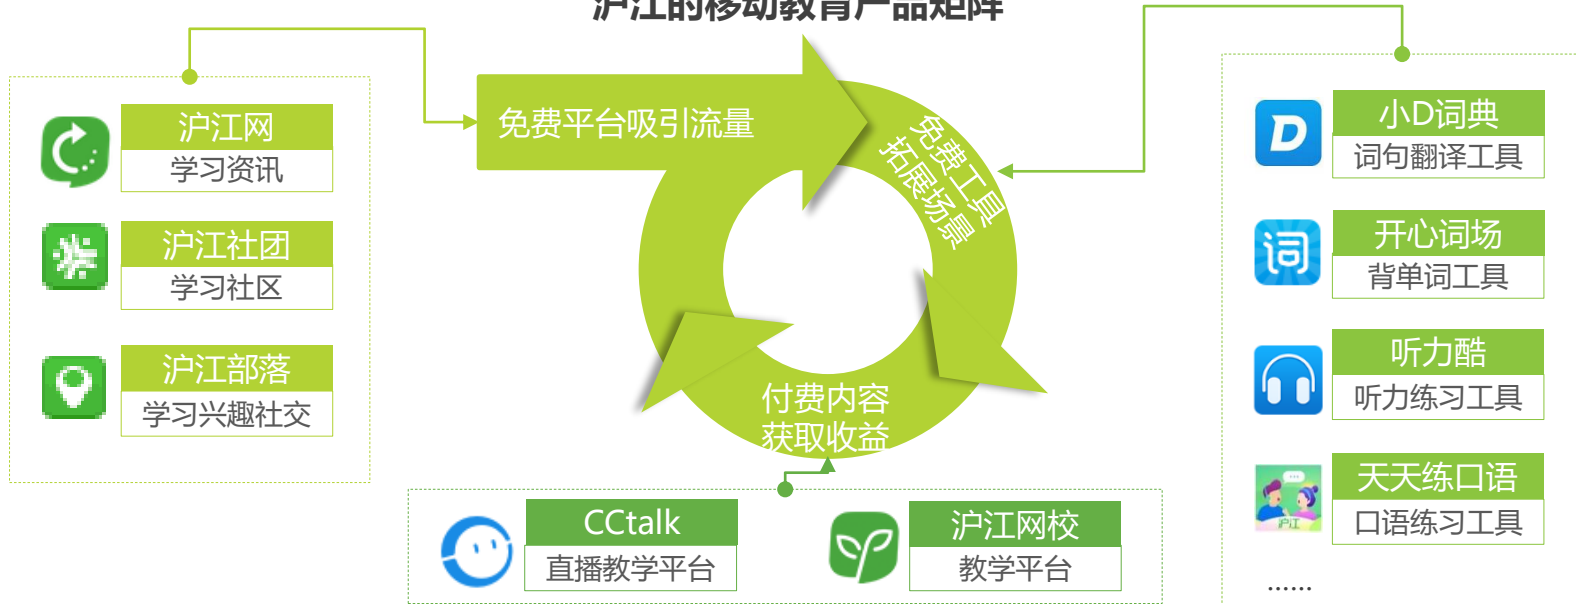 沪江的移动教育产品矩阵
沪江网
学习资讯
沪江社团
学习社区
沪江部落
学习兴趣社交
免费平台吸引流量
免费工具
拓展场景
付费内容
获取收益
CCtalk
直播教学平台
沪江网校
教学平台
D
小D词典
词句翻译工具
词
开心词场
背单词工具
听力酷
听力练习工具
沪江
天天练口语
口语练习工具
......